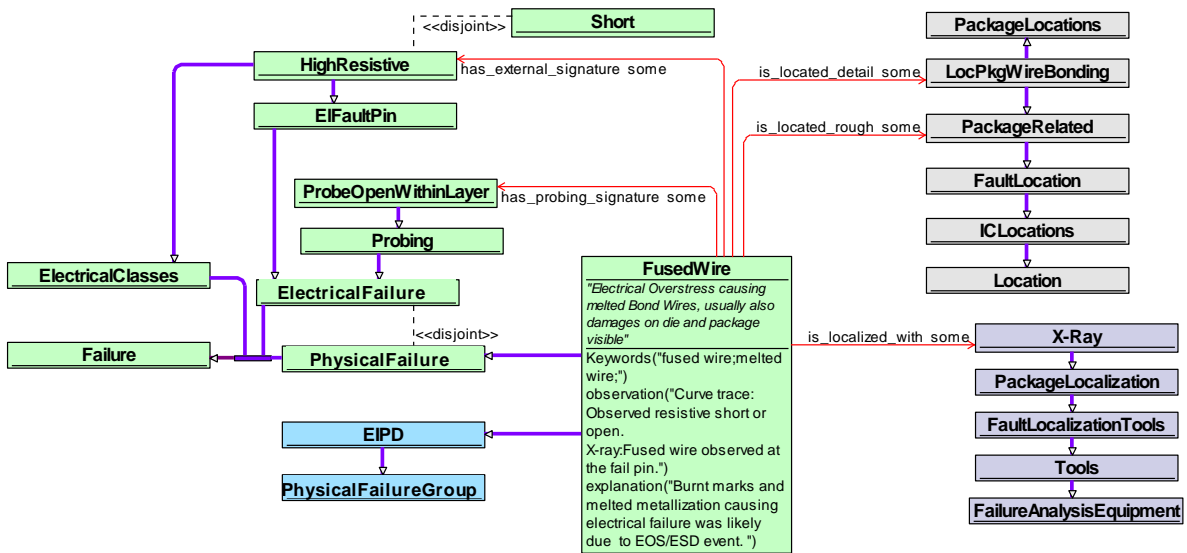 Short
<<disjoint>>
HighResistive
has_external_signature some
ElFaultPin
ProbeOpenWithinLayer
has_probing_signature some
Probing
ElectricalClasses
ElectricalFailure
<<disjoint>>
Failure
PhysicalFailure
EIPD
PhysicalFailureGroup
FusedWire
"Electrical Overstress causing
melted Bond Wires, usually also
damages on die and package
visible"
Keywords("fused wire;melted
wire;")
observation("Curve trace:
Observed resistive short or
open.
X-ray:Fused wire observed at
the fail pin.")
explanation("Burnt marks and
melted metallization causing
electrical failure was likely
due to EOS/ESD event. ")
PackageLocations
is_located_detail some
LocPkgWireBonding
is_located_rough some
PackageRelated
FaultLocation
ICLocations
Location
is_localized_with some
X-Ray
PackageLocalization
FaultLocalizationTools
Tools
FailureAnalysisEquipment